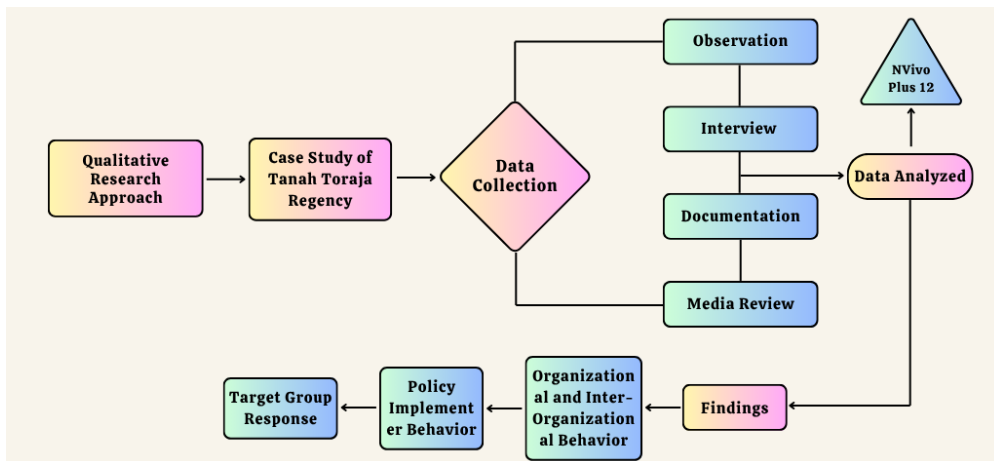 Qualitative
Research
Approach
Case Study of
Tanah Toraja
Regency
Data
Collection
Observation
Interview
Documentation
Media Review
NVivo
Plus 12
Data Analyzed
Findings
Organization
al and Inter-
Organization
al Behavior
Policy
Implement
er Behavior
Target Group
Response